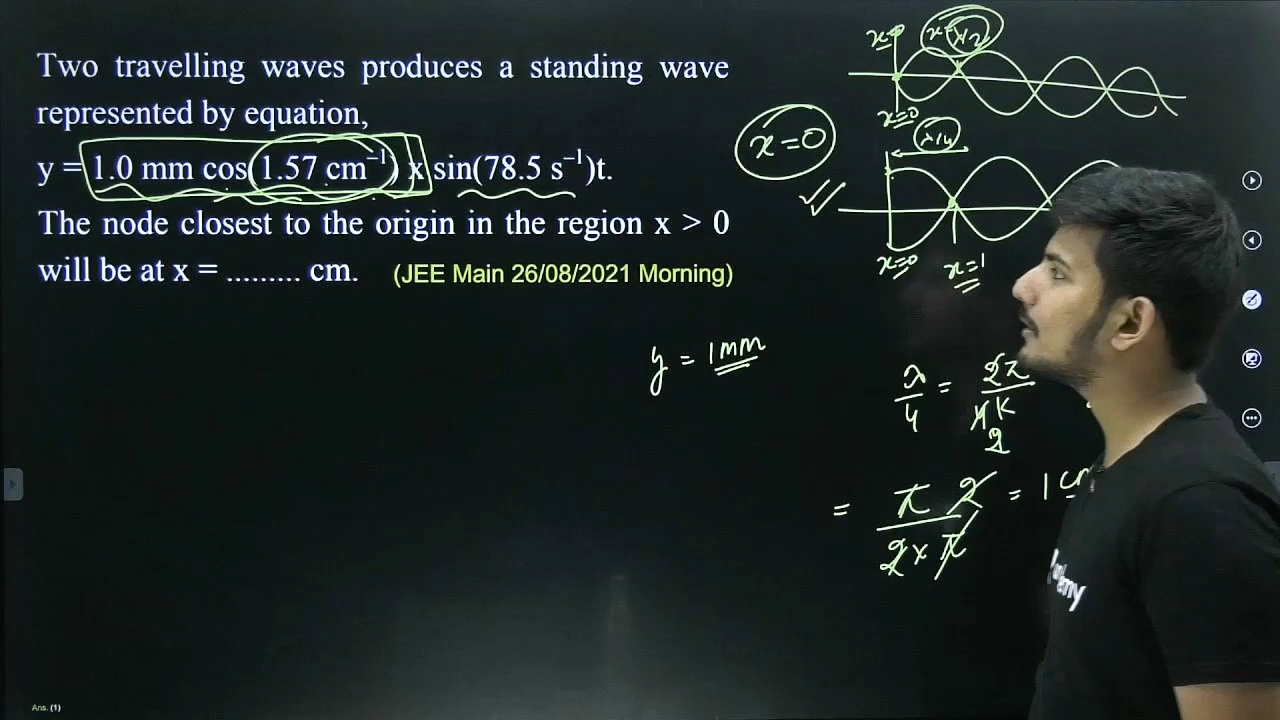 Two travelling waves produces a standing wave
represented by equation,
y = 1.0 mm cos(1.57 cm⁻¹) x sin(78.5 s⁻¹)t.
The node closest to the origin in the region x > 0
will be at x = ......... cm. (JEE Main 26/08/2021 Morning)
x=0
x=0
λ/4
x=0
x=1
y = 1mm
λ/4 = 2π/4K
2
= π 2 / 2 × π = 1 cm
Ans. (1)